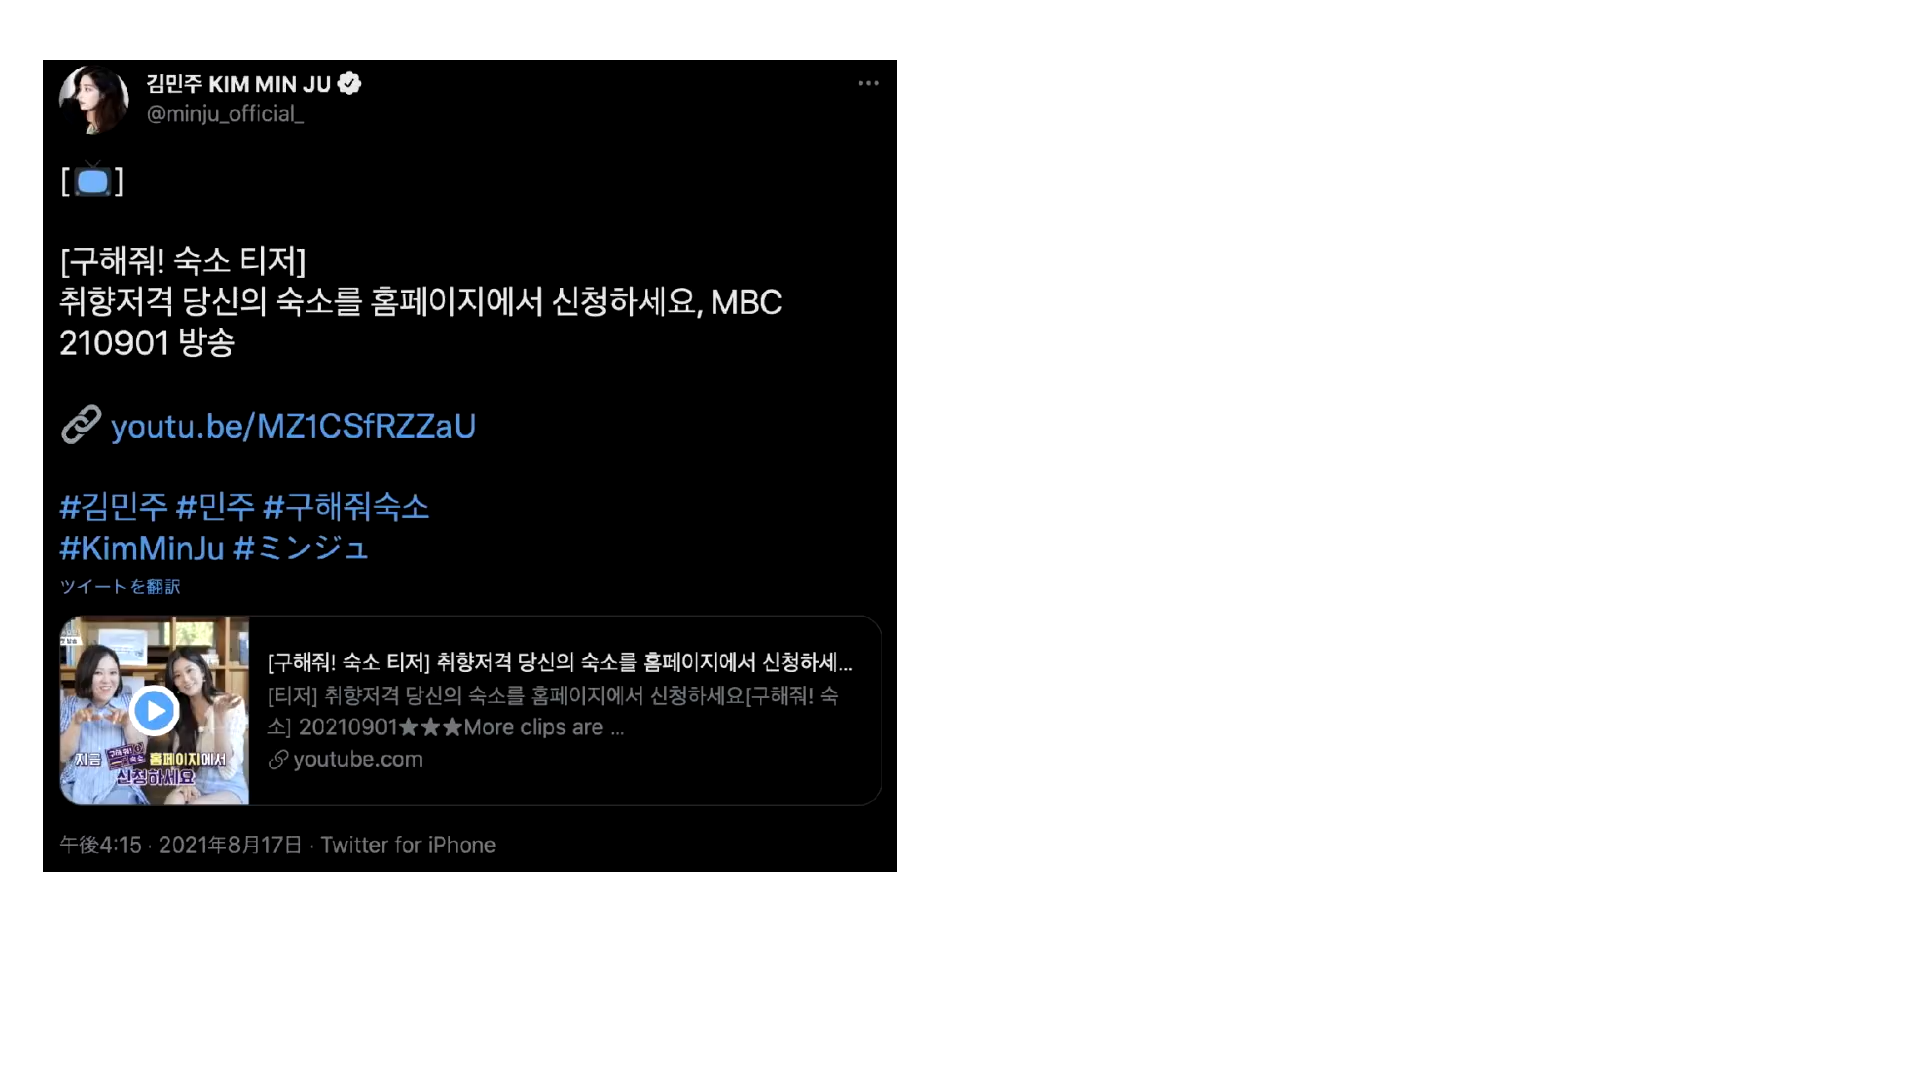 김민주 KIM MIN JU
@minju_official_
[📺]
[구해줘! 숙소 티저]
취향저격 당신의 숙소를 홈페이지에서 신청하세요, MBC
210901 방송
youtu.be/MZ1CSfRZZaU
#김민주 #민주 #구해줘숙소
#KimMinJu #ミンジュ
ツイートを翻訳
[구해줘! 숙소 티저] 취향저격 당신의 숙소를 홈페이지에서 신청하세...
[티저] 취향저격 당신의 숙소를 홈페이지에서 신청하세요[구해줘! 숙
소] 20210901★★★More clips are ...
youtube.com
지금 구해줘! 숙소 홈페이지에서
신청하세요
午後4:15 · 2021年8月17日 · Twitter for iPhone